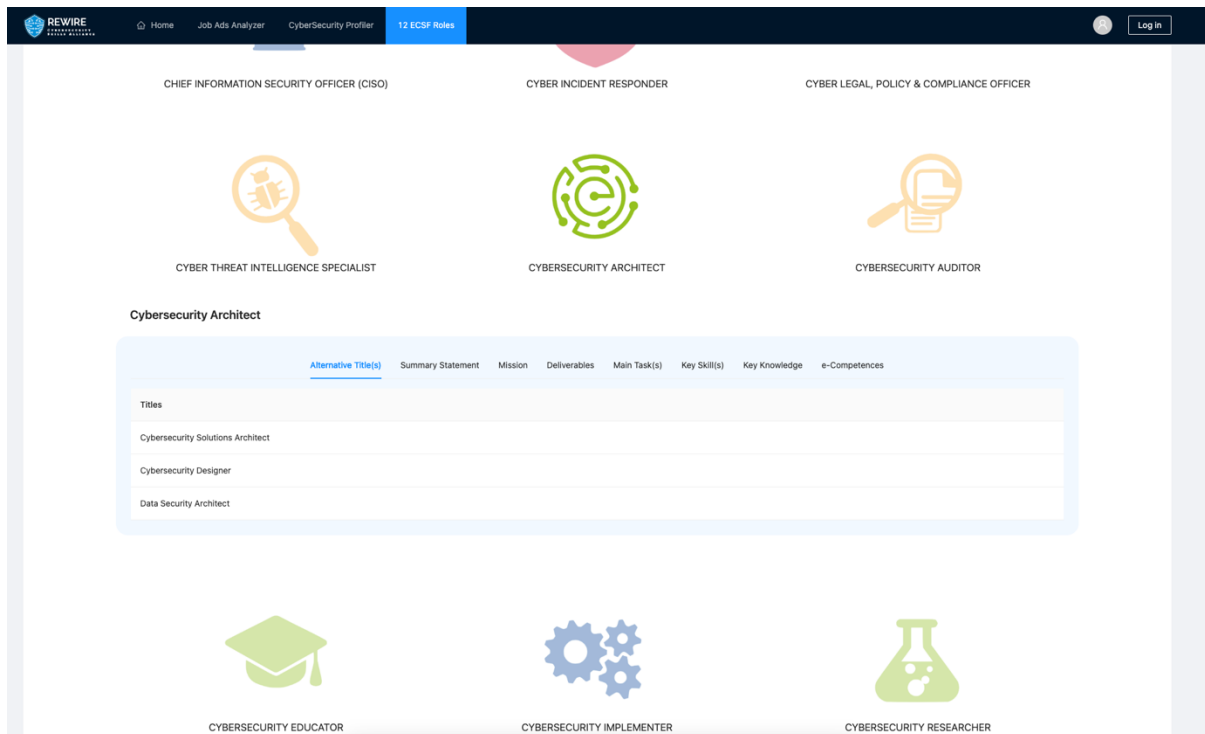 REWIRE
CYBERSECURITY
SKILLS ALLIANCE
Home
Job Ads Analyzer
CyberSecurity Profiler
12 ECSF Roles
Log in
CHIEF INFORMATION SECURITY OFFICER (CISO)
CYBER INCIDENT RESPONDER
CYBER LEGAL, POLICY & COMPLIANCE OFFICER
CYBER THREAT INTELLIGENCE SPECIALIST
CYBERSECURITY ARCHITECT
CYBERSECURITY AUDITOR
Cybersecurity Architect
Alternative Title(s)
Summary Statement
Mission
Deliverables
Main Task(s)
Key Skill(s)
Key Knowledge
e-Competences
Titles
Cybersecurity Solutions Architect
Cybersecurity Designer
Data Security Architect
CYBERSECURITY EDUCATOR
CYBERSECURITY IMPLEMENTER
CYBERSECURITY RESEARCHER